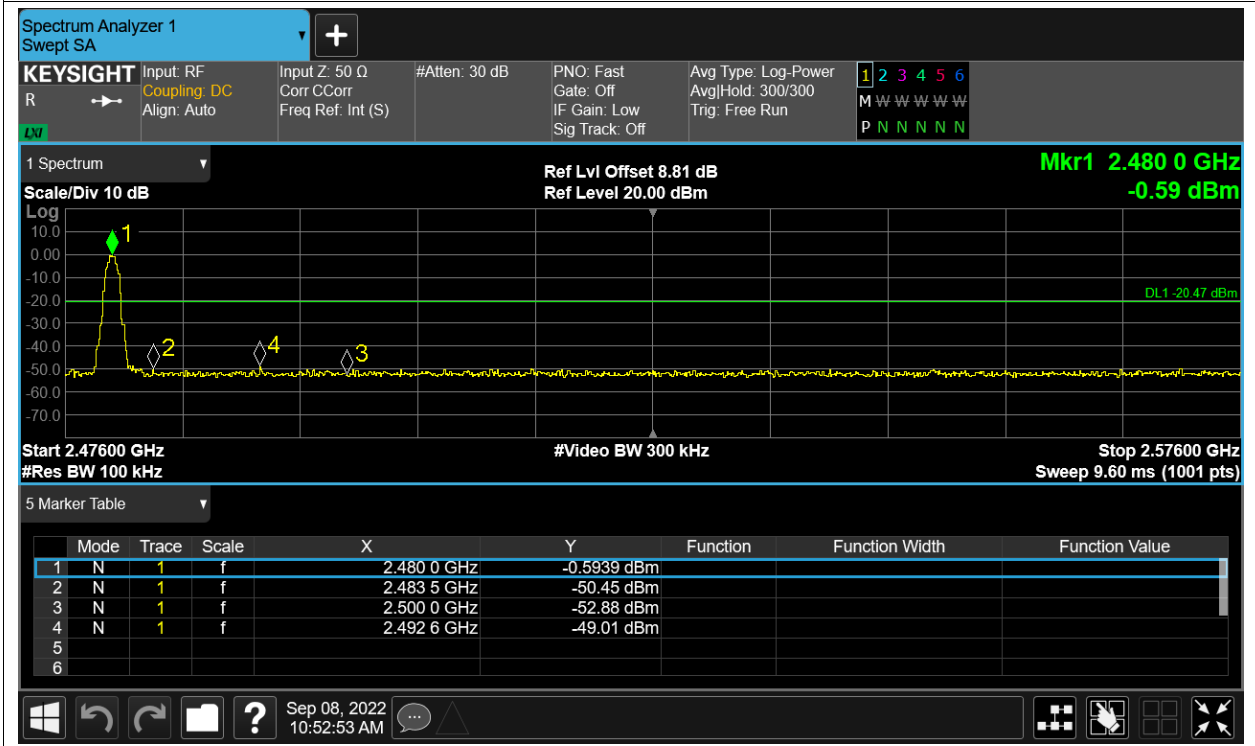 Spectrum Analyzer 1
Swept SA
+
KEYSIGHT
R
LXI
Input: RF
Coupling: DC
Align: Auto
Input Z: 50 Ω
Corr CCorr
Freq Ref: Int (S)
#Atten: 30 dB
PNO: Fast
Gate: Off
IF Gain: Low
Sig Track: Off
Avg Type: Log-Power
Avg|Hold: 300/300
Trig: Free Run
1 2 3 4 5 6
M W W W W W
P N N N N N
1 Spectrum
Scale/Div 10 dB
Ref Lvl Offset 8.81 dB
Ref Level 20.00 dBm
Mkr1 2.480 0 GHz
-0.59 dBm
Log
10.0
0.00
-10.0
-20.0
-30.0
-40.0
-50.0
-60.0
-70.0
1
2
4
3
DL1 -20.47 dBm
Start 2.47600 GHz
#Res BW 100 kHz
#Video BW 300 kHz
Stop 2.57600 GHz
Sweep 9.60 ms (1001 pts)
5 Marker Table
Mode Trace Scale X Y Function Function Width Function Value
1 N 1 f 2.480 0 GHz -0.5939 dBm
2 N 1 f 2.483 5 GHz -50.45 dBm
3 N 1 f 2.500 0 GHz -52.88 dBm
4 N 1 f 2.492 6 GHz -49.01 dBm
5
6
?
Sep 08, 2022
10:52:53 AM